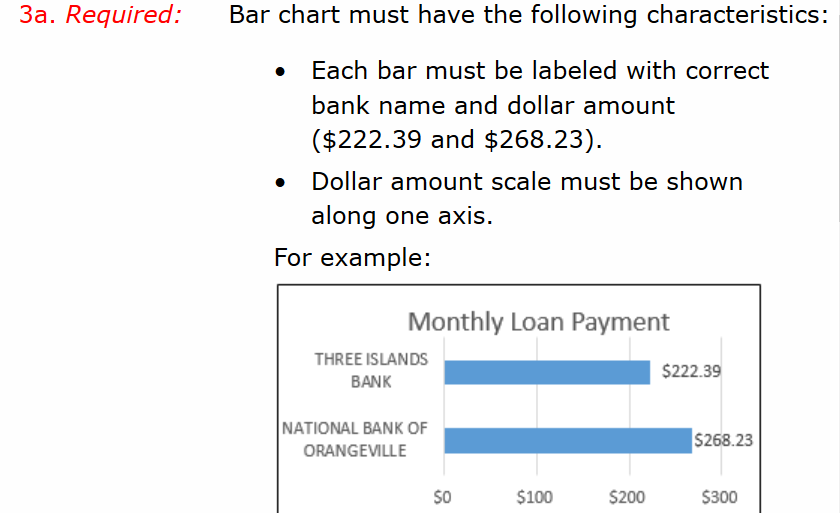 3a. Required: Bar chart must have the following characteristics:
• Each bar must be labeled with correct
bank name and dollar amount
($222.39 and $268.23).
• Dollar amount scale must be shown
along one axis.
For example:
Monthly Loan Payment
THREE ISLANDS
BANK
$222.39
NATIONAL BANK OF
ORANGEVILLE
$268.23
$0 $100 $200 $300